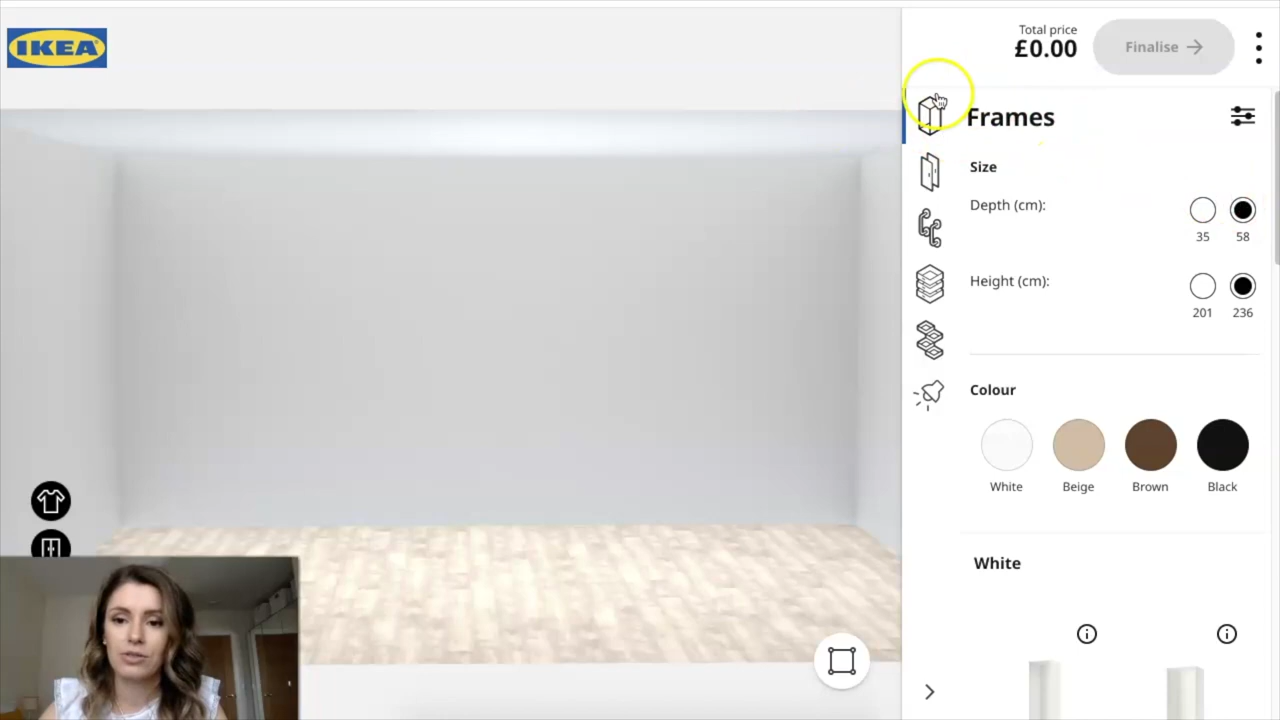 IKEA
Total price
£0.00
Finalise
Frames
Size
Depth (cm):
35
58
Height (cm):
201
236
Colour
White
Beige
Brown
Black
White